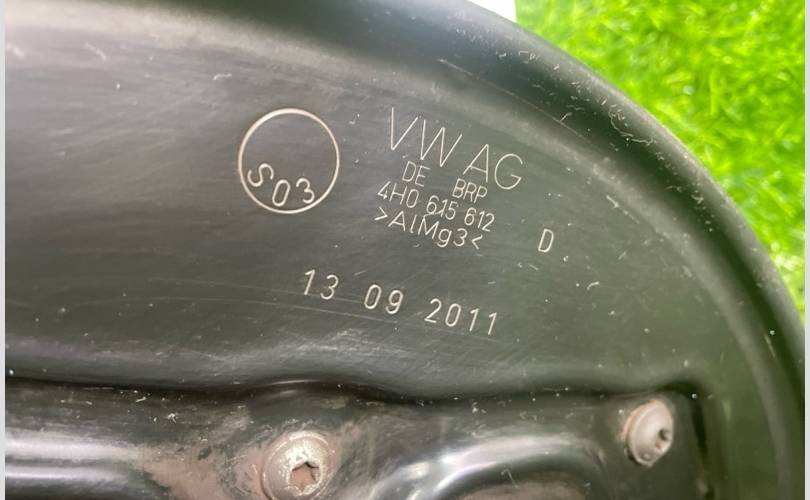 S03
VW AG
DE BRP
4H0 615 612
>AlMg3<
D
13 09 2011